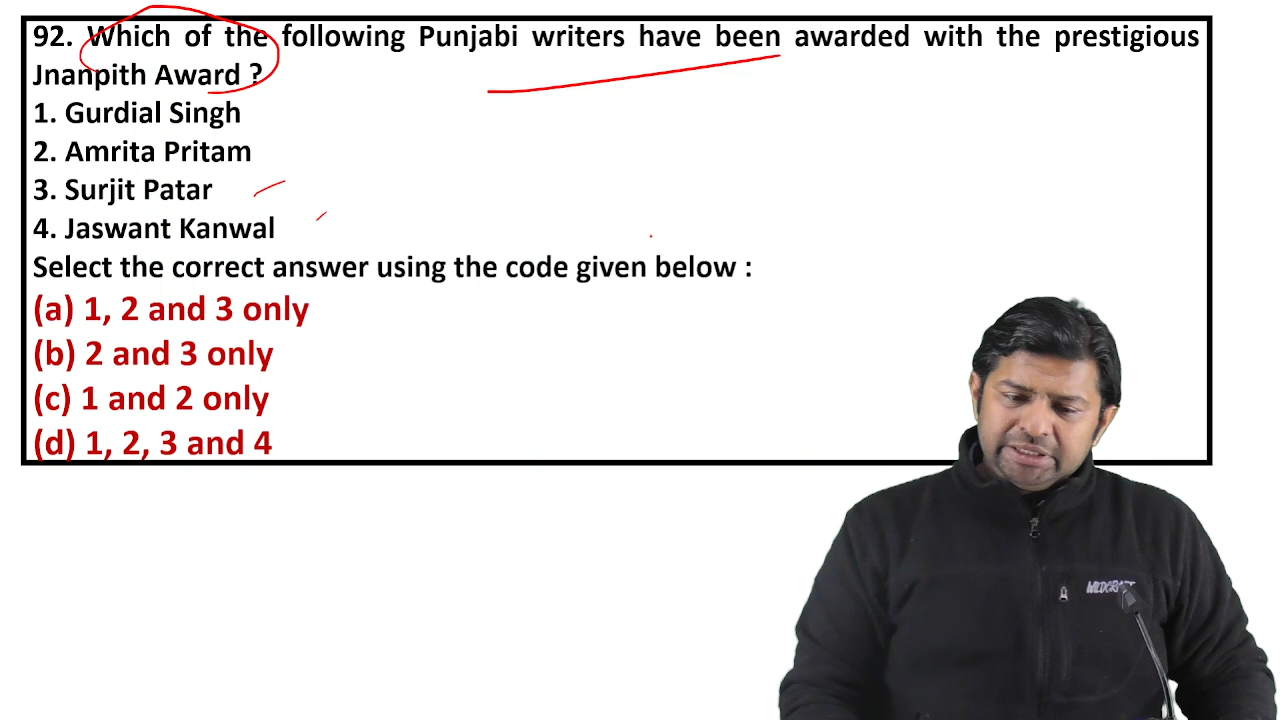 92. Which of the following Punjabi writers have been awarded with the prestigious
Jnanpith Award ?
1. Gurdial Singh
2. Amrita Pritam
3. Surjit Patar
4. Jaswant Kanwal
Select the correct answer using the code given below :
(a) 1, 2 and 3 only
(b) 2 and 3 only
(c) 1 and 2 only
(d) 1, 2, 3 and 4
WILDCRAFT